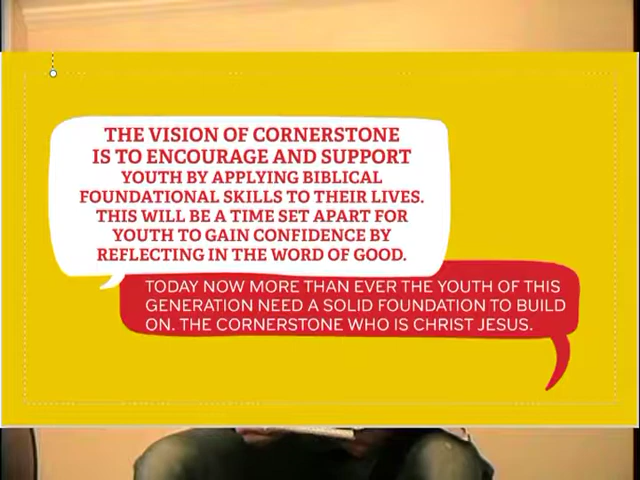 THE VISION OF CORNERSTONE
IS TO ENCOURAGE AND SUPPORT
YOUTH BY APPLYING BIBLICAL
FOUNDATIONAL SKILLS TO THEIR LIVES.
THIS WILL BE A TIME SET APART FOR
YOUTH TO GAIN CONFIDENCE BY
REFLECTING IN THE WORD OF GOOD.
TODAY NOW MORE THAN EVER THE YOUTH OF THIS
GENERATION NEED A SOLID FOUNDATION TO BUILD
ON. THE CORNERSTONE WHO IS CHRIST JESUS.